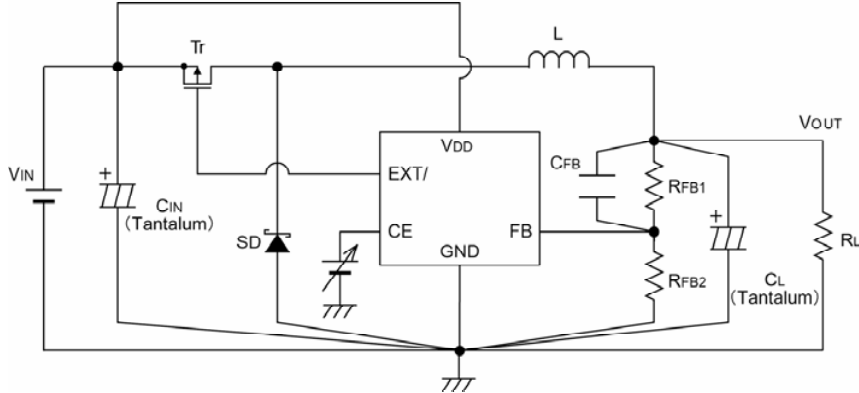 Tr
L
VDD
VOUT
CFB
VIN
+
EXT/
RFB1
CIN
(Tantalum)
+
SD
CE
FB
RL
GND
RFB2
CL
(Tantalum)